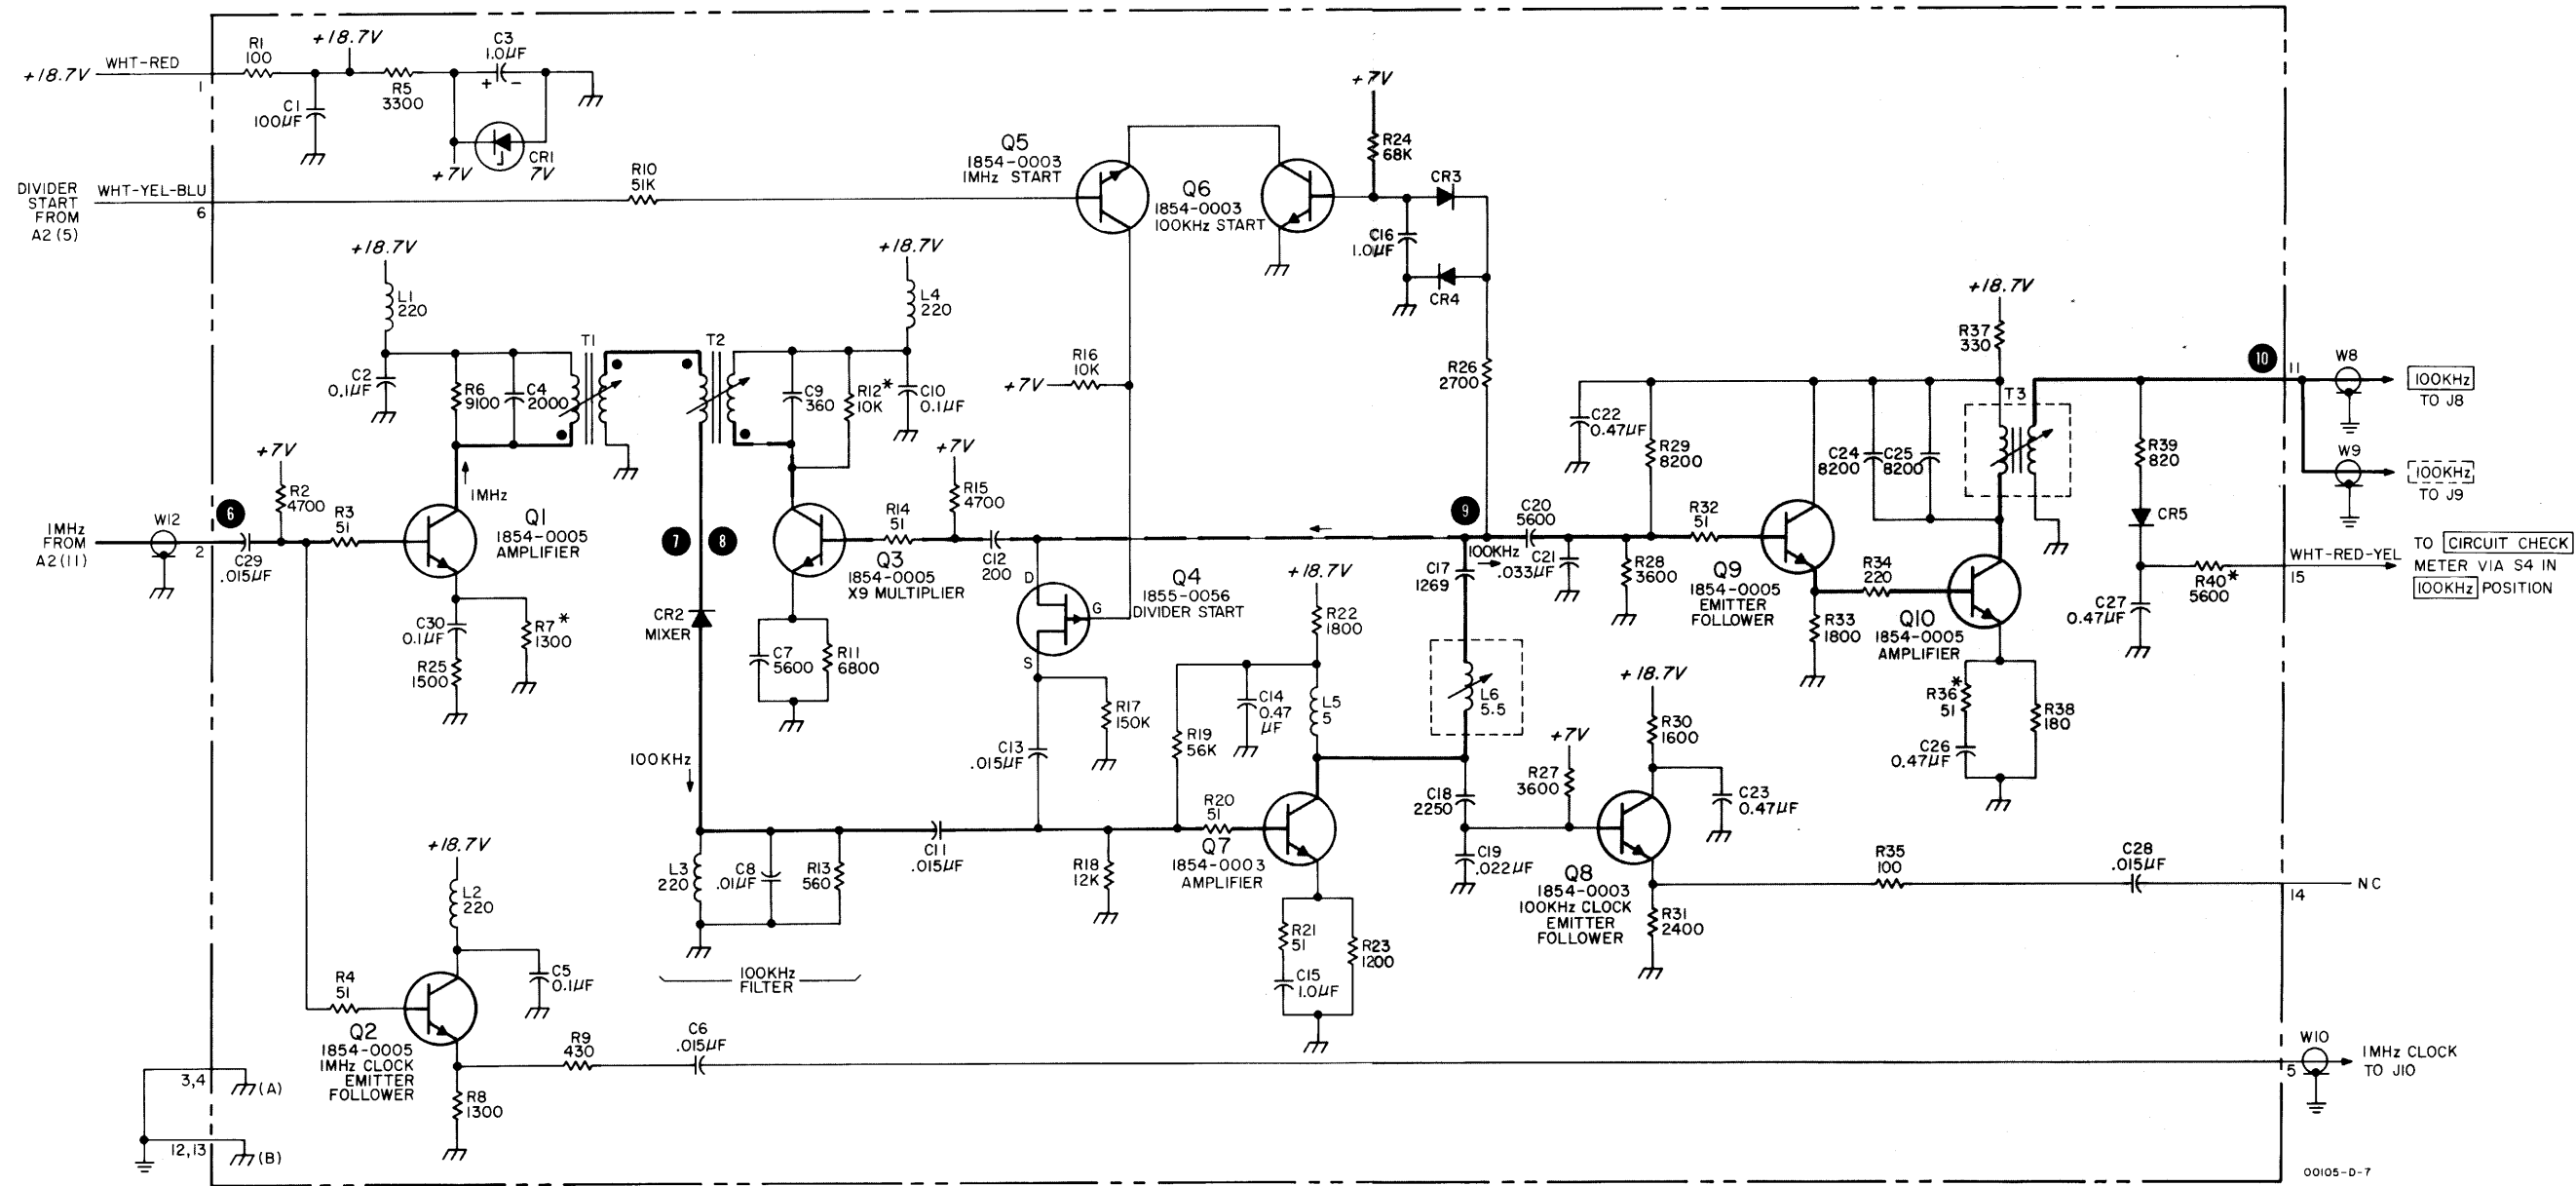 +18.7V
WHT-RED
1
R1
100
+18.7V
C1
100µF
R5
3300
C3
1.0µF
+ -
+7V
CR1
7V
DIVIDER
START
FROM
A2(5)
WHT-YEL-BLU
6
R10
51K
Q5
1854-0003
1MHz START
Q6
1854-0003
100KHz START
+7V
R24
68K
CR3
C16
1.0µF
CR4
R26
2700
+18.7V
L1
220
C2
0.1µF
R6
9100
C4
2000
T1
T2
C9
360
R12*
10K
+18.7V
L4
220
C10
0.1µF
R16
10K
+7V
1MHz
FROM
A2(11)
W12
2
6
C29
.015µF
+7V
R2
4700
R3
51
1MHz
Q1
1854-0005
AMPLIFIER
C30
0.1µF
R25
1500
R7*
1300
7
8
CR2
MIXER
100KHz
R14
51
Q3
1854-0005
X9 MULTIPLIER
+7V
R15
4700
C12
200
C7
5600
R11
6800
D
G
S
Q4
1855-0056
DIVIDER START
R17
150K
C13
.015µF
9
100KHz
C17
1269
C20
5600
C21
.033µF
R28
3600
C22
0.47µF
R29
8200
R32
51
Q9
1854-0005
EMITTER
FOLLOWER
R33
1800
R34
220
Q10
1854-0005
AMPLIFIER
C24
8200
C25
8200
+18.7V
R37
330
T3
R36*
51
C26
0.47µF
R38
180
10
11
W8
100KHz
TO J8
W9
100KHz
TO J9
R39
820
CR5
C27
0.47µF
R40*
5600
WHT-RED-YEL
15
TO CIRCUIT CHECK
METER VIA S4 IN
100KHz POSITION
+18.7V
R22
1800
C14
0.47
µF
L5
5
R19
56K
L6
5.5
L3
220
C8
.01µF
R13
560
100KHz
FILTER
C11
.015µF
R18
12K
R20
51
Q7
1854-0003
AMPLIFIER
R21
51
C15
1.0µF
R23
1200
C18
2250
C19
.022µF
+7V
R27
3600
+18.7V
R30
1600
C23
0.47µF
Q8
1854-0003
100KHz CLOCK
EMITTER
FOLLOWER
R31
2400
R35
100
C28
.015µF
14
NC
+18.7V
L2
220
C5
0.1µF
R4
51
Q2
1854-0005
1MHz CLOCK
EMITTER
FOLLOWER
R8
1300
R9
430
C6
.015µF
5
W10
1MHz CLOCK
TO J10
3,4
(A)
12,13
(B)
00105-D-7